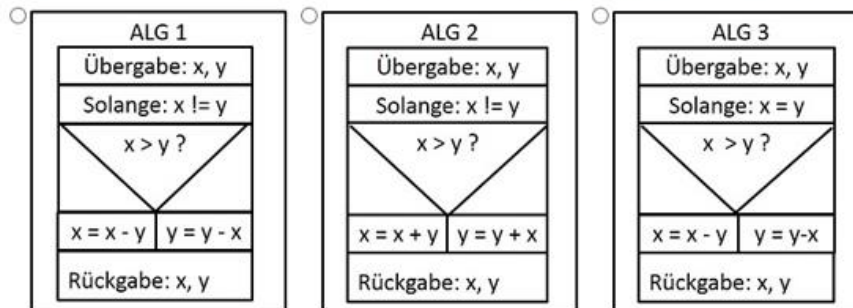 ALG 1
Übergabe: x, y
Solange: x != y
x > y ?
x = x - y
y = y - x
Rückgabe: x, y
ALG 2
Übergabe: x, y
Solange: x != y
x > y ?
x = x + y
y = y + x
Rückgabe: x, y
ALG 3
Übergabe: x, y
Solange: x = y
x > y ?
x = x - y
y = y-x
Rückgabe: x, y